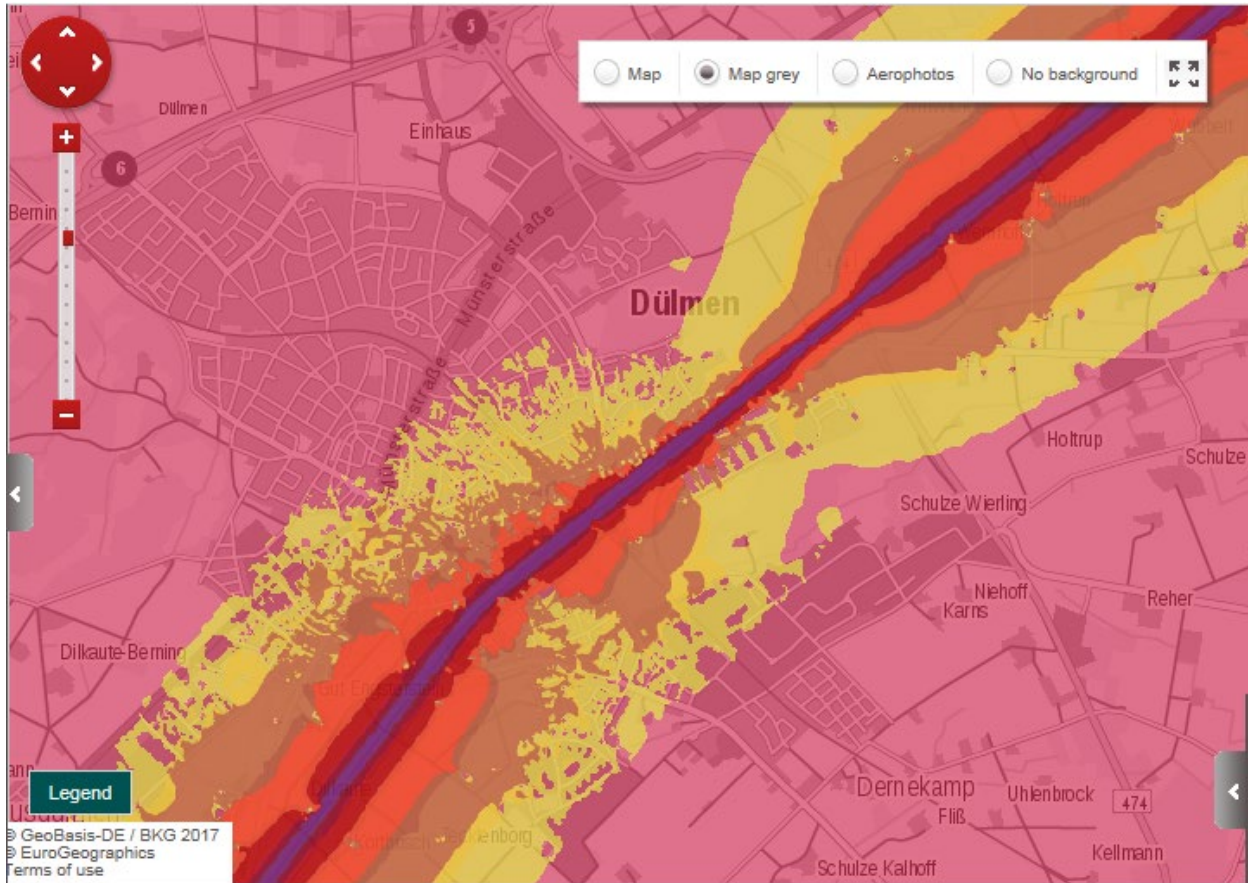 5
Map
Map grey
Aerophotos
No background
Dülmen
Einhaus
6
Bernin
Münsterstraße
Dülmen
Münsterstraße
Holtrup
Schulze
Schulze Wierling
Niehoff
Karns
Reher
Dilkaute-Berning
Legend
Dernekamp
Uhlenbrock
474
Fliß
Kellmann
Schulze Kalhoff
© GeoBasis-DE / BKG 2017
© EuroGeographics
Terms of use